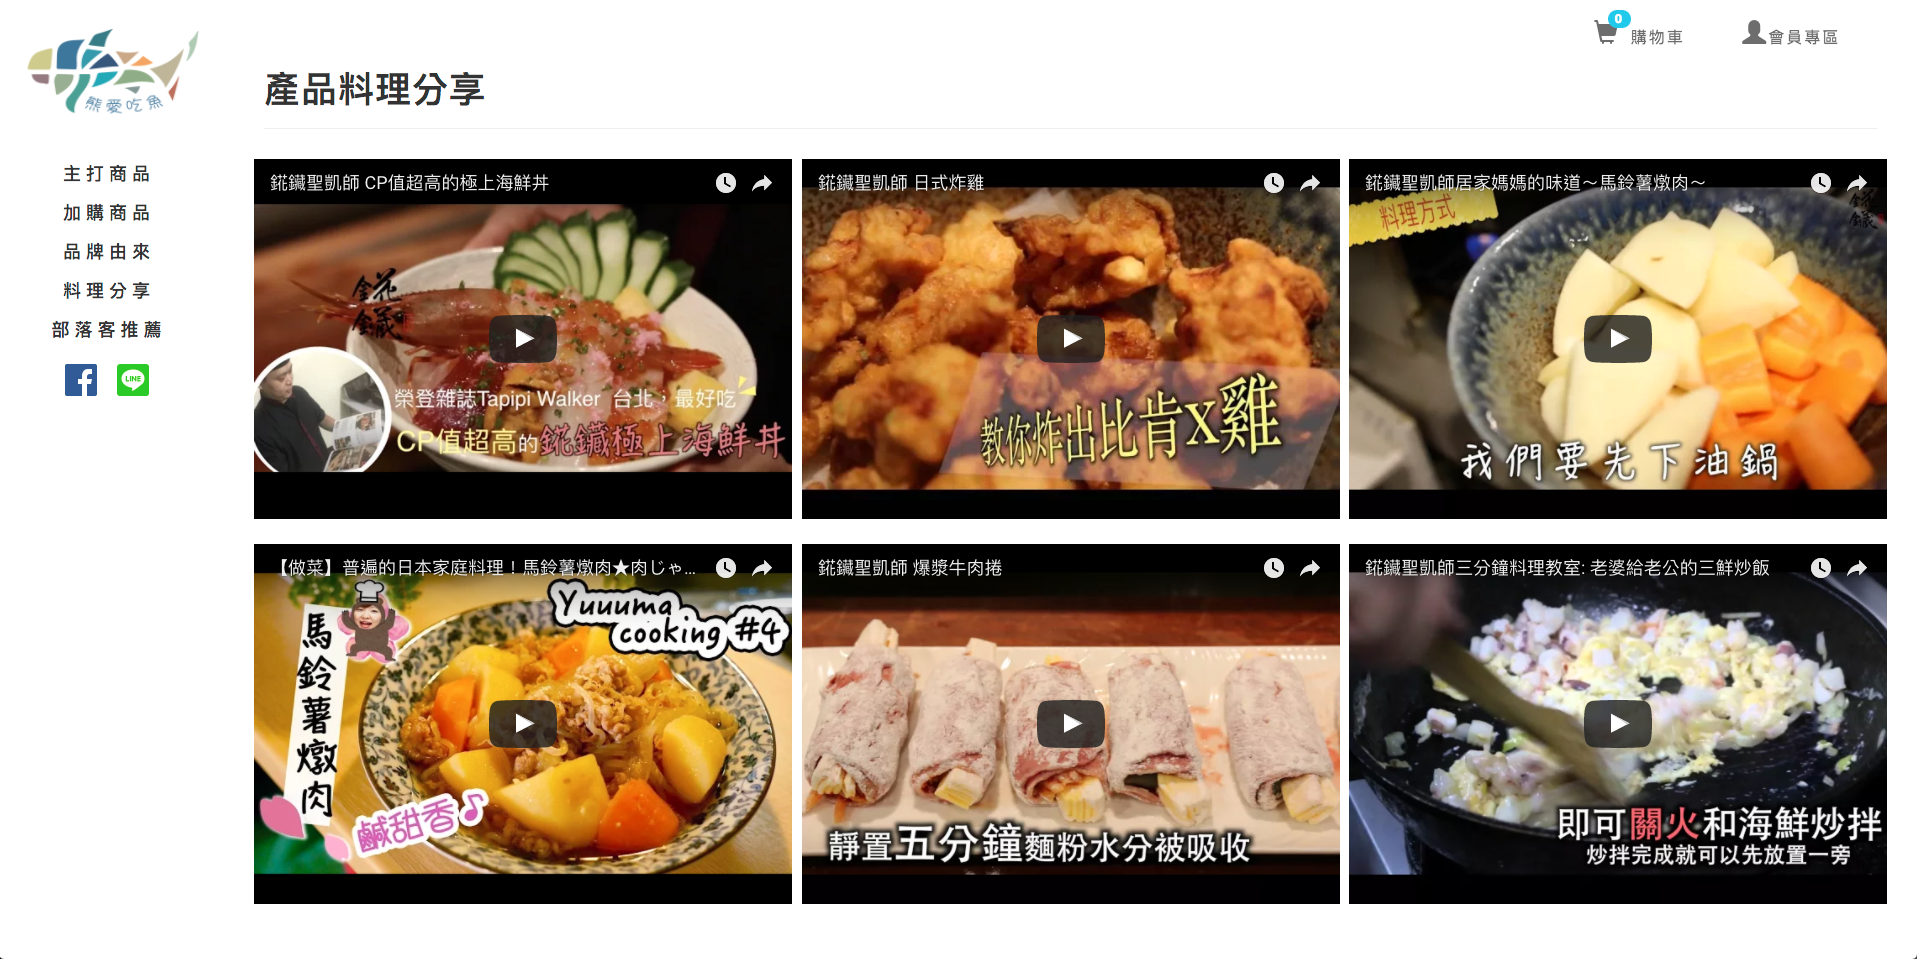 熊愛吃魚
主打商品
加購商品
品牌由來
料理分享
部落客推薦
LINE
0
購物車
會員專區
產品料理分享
錵鑶聖凱師 CP值超高的極上海鮮丼
錵鑶
榮登雜誌Tapipi Walker 台北，最好吃
CP值超高的錵鑶極上海鮮丼
錵鑶聖凱師 日式炸雞
教你炸出比肯X雞
錵鑶聖凱師居家媽媽的味道～馬鈴薯燉肉～
料理方式
錵鑶
我們要先下油鍋
【做菜】普遍的日本家庭料理！馬鈴薯燉肉★肉じゃ...
Yuuuma
cooking #4
馬鈴薯燉肉
鹹甜香♪
錵鑶聖凱師 爆漿牛肉捲
靜置五分鐘麵粉水分被吸收
錵鑶聖凱師三分鐘料理教室: 老婆給老公的三鮮炒飯
即可關火和海鮮炒拌
炒拌完成就可以先放置一旁